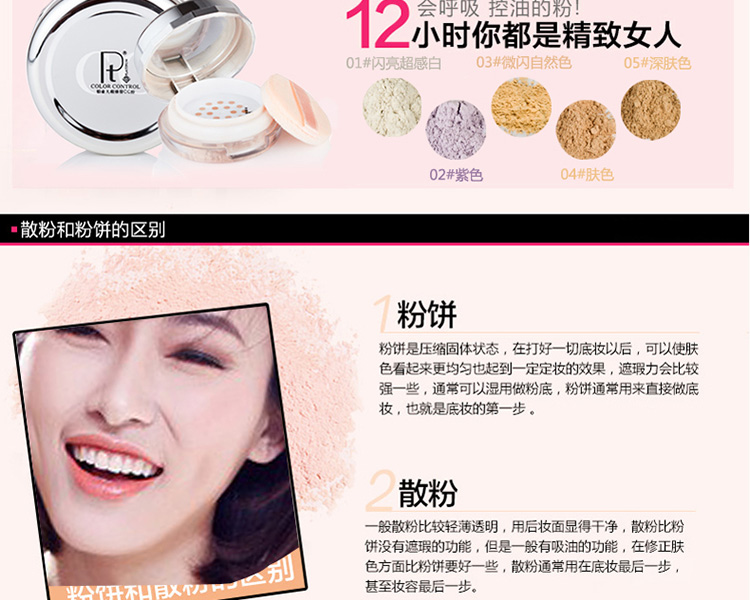 会呼吸 控油的粉!
12小时你都是精致女人
01#闪亮超感白
03#微闪自然色
05#深肤色
02#紫色
04#肤色
Pt
COLOR CONTROL
散粉和粉饼的区别
1 粉饼
粉饼是压缩固体状态，在打好一切底妆以后，可以使肤
色看起来更均匀也起到一定定妆的效果，遮瑕力会比较
强一些，通常可以湿用做粉底，粉饼通常用来直接做底
妆，也就是底妆的第一步 。
2 散粉
一般散粉比较轻薄透明，用后妆面显得干净，散粉比粉
饼没有遮瑕的功能，但是一般有吸油的功能，在修正肤
色方面比粉饼要好一些，散粉通常用在底妆最后一步，
甚至妆容最后一步。
粉饼和散粉的区别